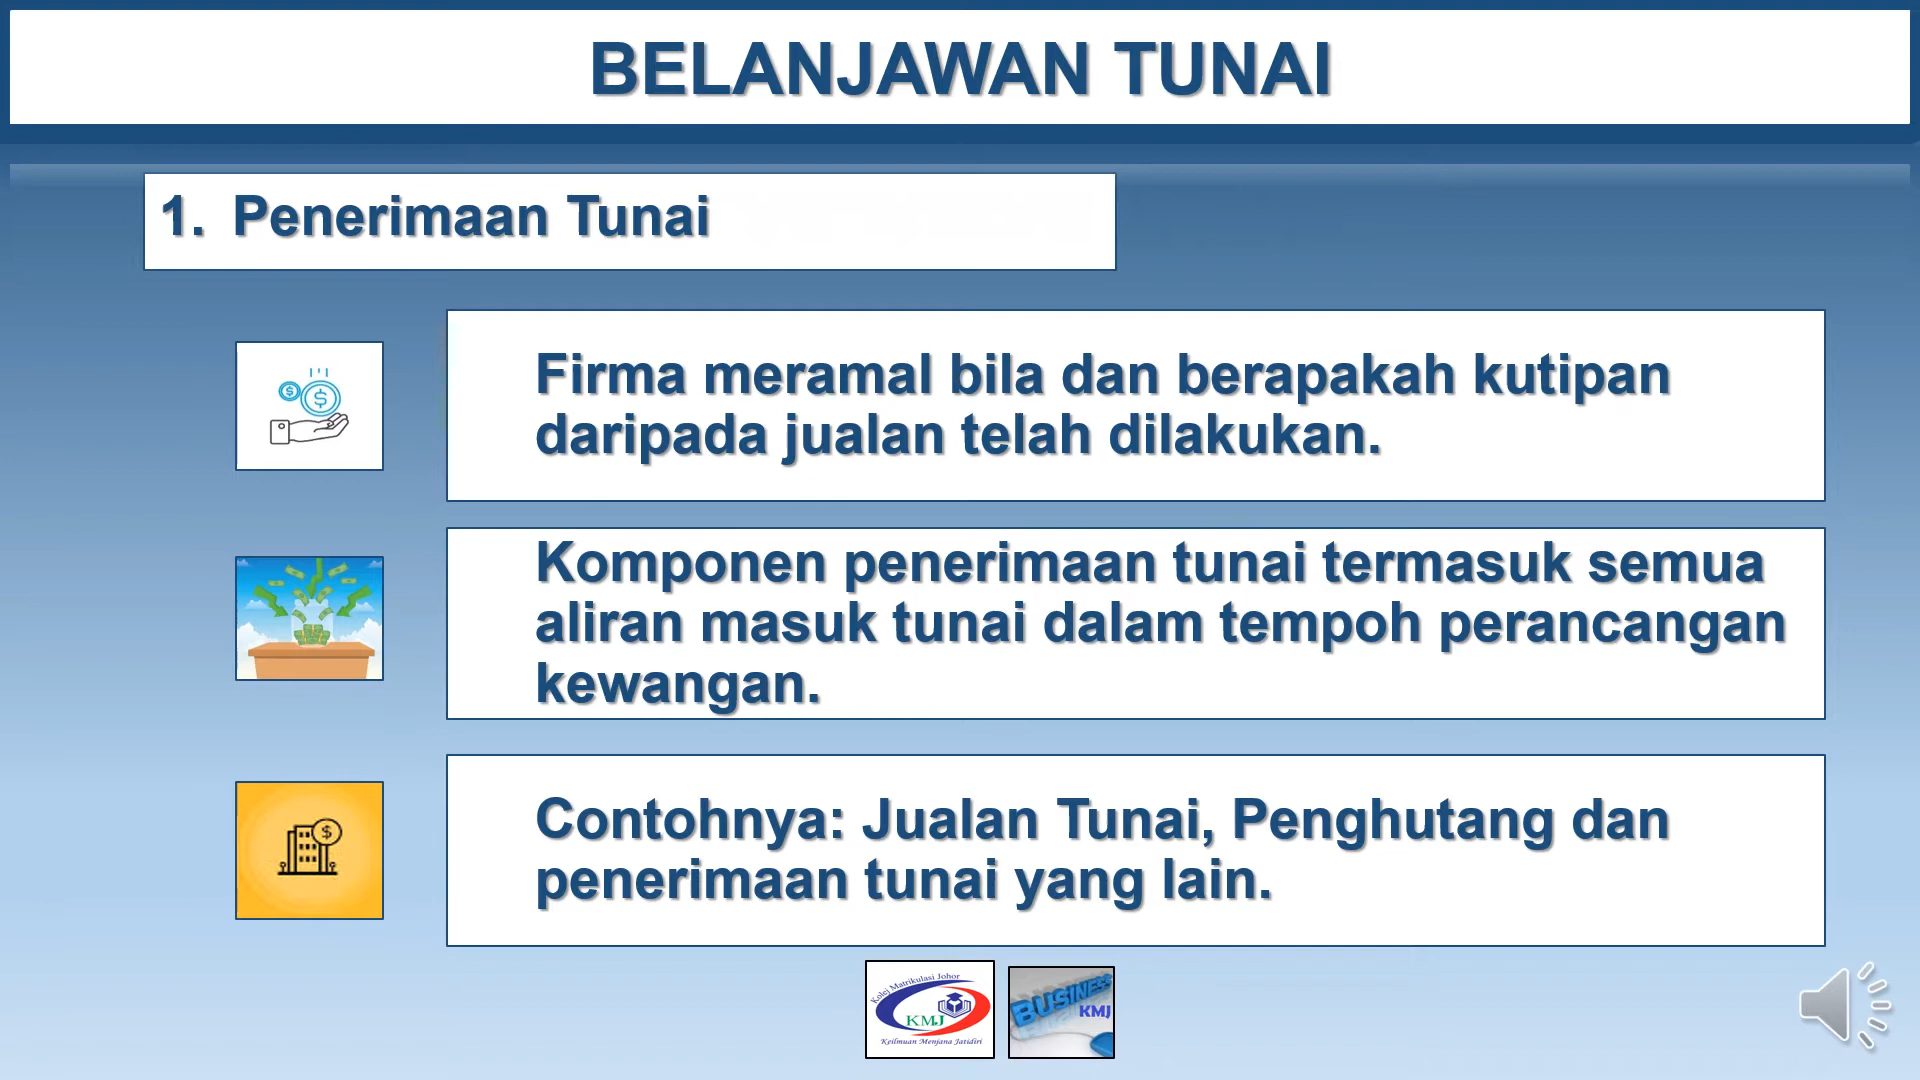 BELANJAWAN TUNAI
1. Penerimaan Tunai
Firma meramal bila dan berapakah kutipan
daripada jualan telah dilakukan.
Komponen penerimaan tunai termasuk semua
aliran masuk tunai dalam tempoh perancangan
kewangan.
Contohnya: Jualan Tunai, Penghutang dan
penerimaan tunai yang lain.
Kolej Matrikulasi Johor
KMJ
Keilmuan Menjana Jatidiri
BUSINESS
KMJ